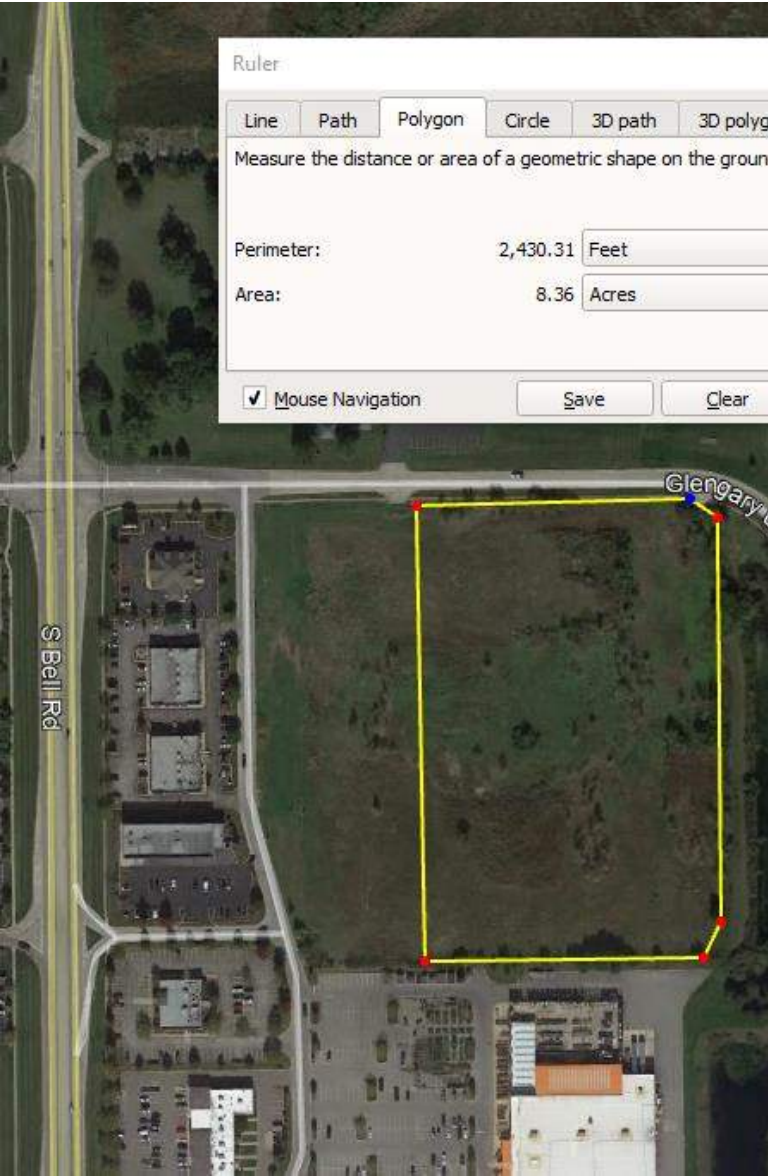 Ruler
Line Path Polygon Circle 3D path 3D polyg
Measure the distance or area of a geometric shape on the groun
Perimeter: 2,430.31 Feet
Area: 8.36 Acres
Mouse Navigation Save Clear
Glengary
S Bell Rd